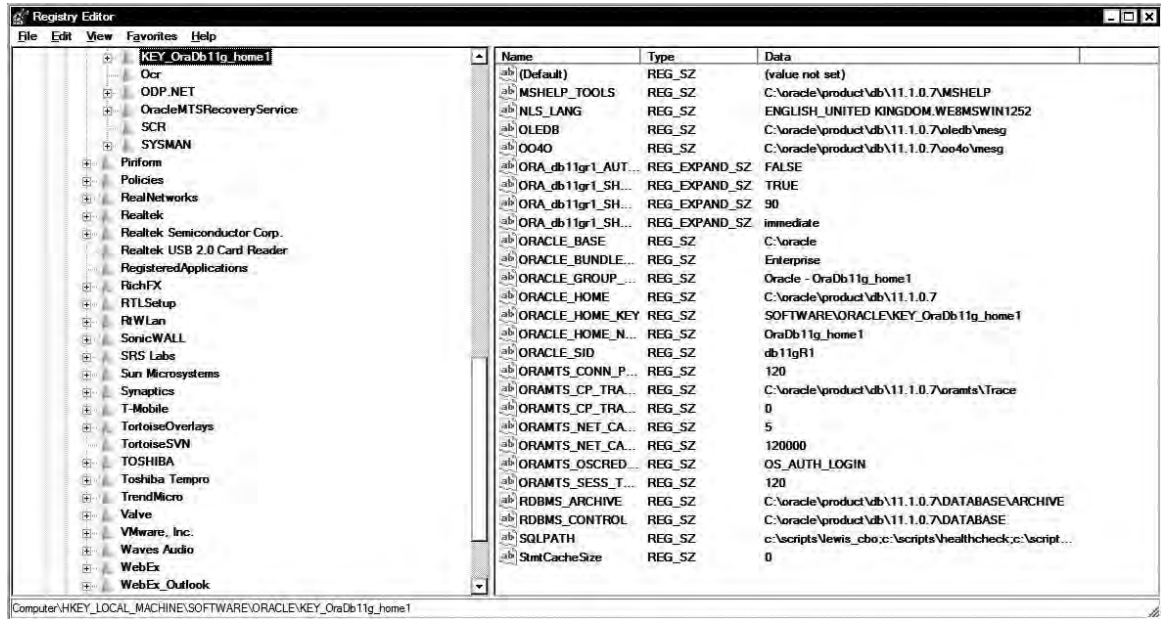 Registry Editor
File Edit View Favorites Help
KEY_OraDb11g_home1
Ocr
ODP.NET
OracleMTSRecoveryService
SCR
SYSMAN
Piriform
Policies
RealNetworks
Realtek
Realtek Semiconductor Corp.
Realtek USB 2.0 Card Reader
RegisteredApplications
RichFX
RTLSetup
RtWLan
SonicWALL
SRS Labs
Sun Microsystems
Synaptics
T-Mobile
TortoiseOverlays
TortoiseSVN
TOSHIBA
Toshiba Tempro
TrendMicro
Valve
VMware, Inc.
Waves Audio
WebEx
WebEx_Outlook
Name Type Data
(Default) REG_SZ (value not set)
MSHELP_TOOLS REG_SZ C:\oracle\product\db\11.1.0.7\MSHELP
NLS_LANG REG_SZ ENGLISH_UNITED KINGDOM.WE8MSWIN1252
OLEDB REG_SZ C:\oracle\product\db\11.1.0.7\oledb\mesg
OO4O REG_SZ C:\oracle\product\db\11.1.0.7\oo4o\mesg
ORA_db11gr1_AUT... REG_EXPAND_SZ FALSE
ORA_db11gr1_SH... REG_EXPAND_SZ TRUE
ORA_db11gr1_SH... REG_EXPAND_SZ 90
ORA_db11gr1_SH... REG_EXPAND_SZ immediate
ORACLE_BASE REG_SZ C:\oracle
ORACLE_BUNDLE... REG_SZ Enterprise
ORACLE_GROUP_... REG_SZ Oracle - OraDb11g_home1
ORACLE_HOME REG_SZ C:\oracle\product\db\11.1.0.7
ORACLE_HOME_KEY REG_SZ SOFTWARE\ORACLE\KEY_OraDb11g_home1
ORACLE_HOME_N... REG_SZ OraDb11g_home1
ORACLE_SID REG_SZ db11gR1
ORAMTS_CONN_P... REG_SZ 120
ORAMTS_CP_TRA... REG_SZ C:\oracle\product\db\11.1.0.7\oramts\Trace
ORAMTS_CP_TRA... REG_SZ 0
ORAMTS_NET_CA... REG_SZ 5
ORAMTS_NET_CA... REG_SZ 120000
ORAMTS_OSCRED... REG_SZ OS_AUTH_LOGIN
ORAMTS_SESS_T... REG_SZ 120
RDBMS_ARCHIVE REG_SZ C:\oracle\product\db\11.1.0.7\DATABASE\ARCHIVE
RDBMS_CONTROL REG_SZ C:\oracle\product\db\11.1.0.7\DATABASE
SQLPATH REG_SZ c:\scripts\lewis_cbo;c:\scripts\healthcheck;c:\script...
StmtCacheSize REG_SZ 0
Computer\HKEY_LOCAL_MACHINE\SOFTWARE\ORACLE\KEY_OraDb11g_home1